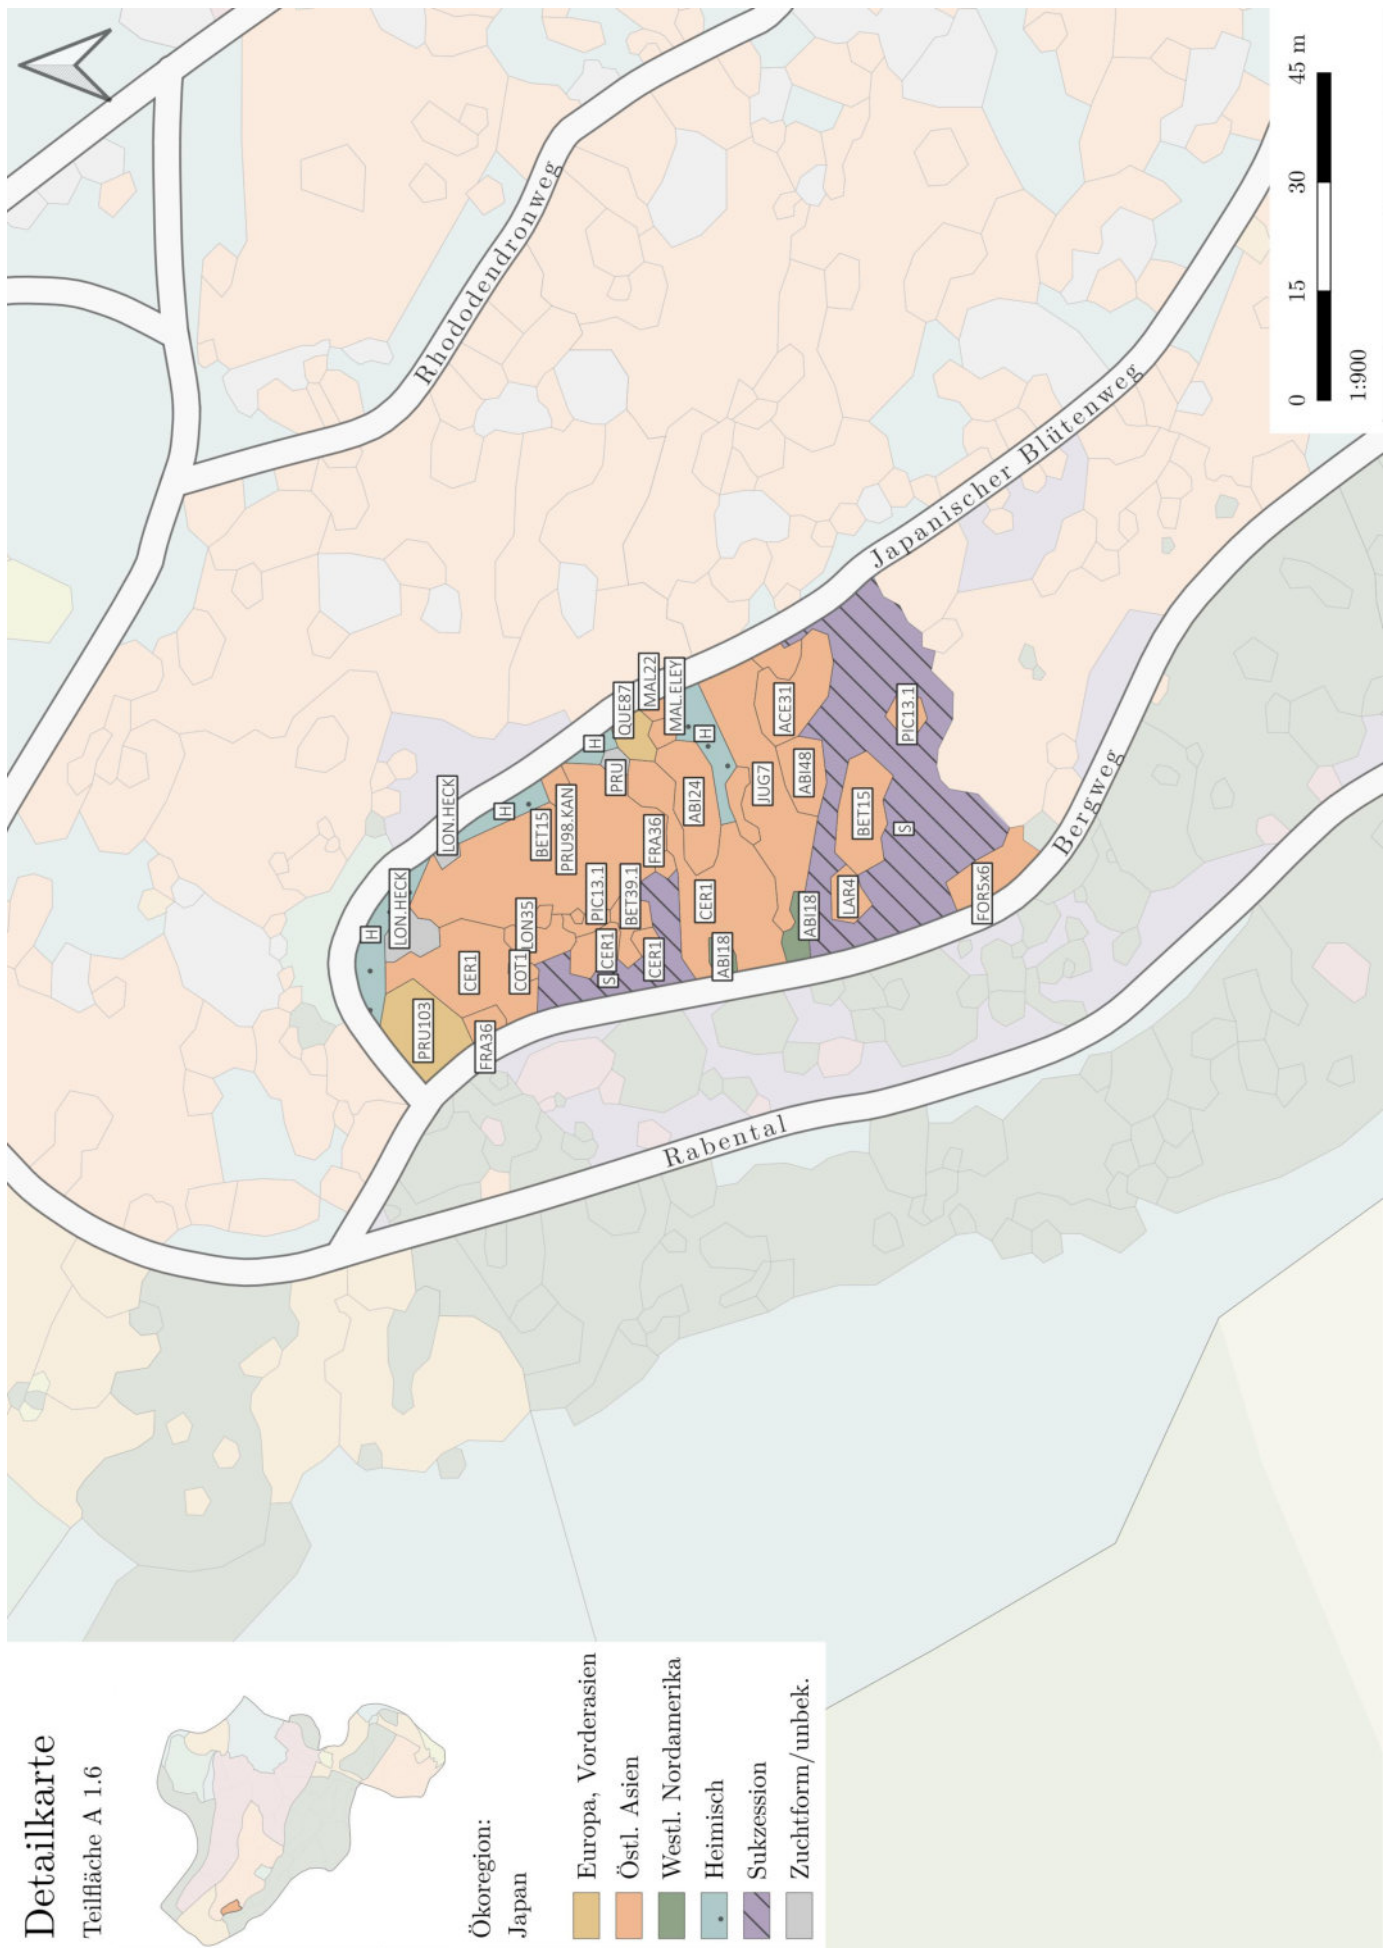 Detailkarte
Teilfläche A 1.6
Ökoregion:
Japan
Europa, Vorderasien
Östl. Asien
Westl. Nordamerika
Heimisch
Sukzession
Zuchtform/unbek.
Rabental
Bergweg
Rhododendronweg
Japanischer Blütenweg
PRU103
FRA36
CER1
COT1
LON35
H
LON.HECK
LON.HECK
H
BET15
PRU98.KAN
PIC13.1
BET39.1
CER1
CER1
S
FRA36
PRU
H
QUE87
MAL22
MAL.ELEY
H
ABI24
CER1
ABI18
JUG7
ACE31
ABI48
ABI18
LAR4
BET15
S
PIC13.1
FOR5x6
0
15
30
45 m
1:900